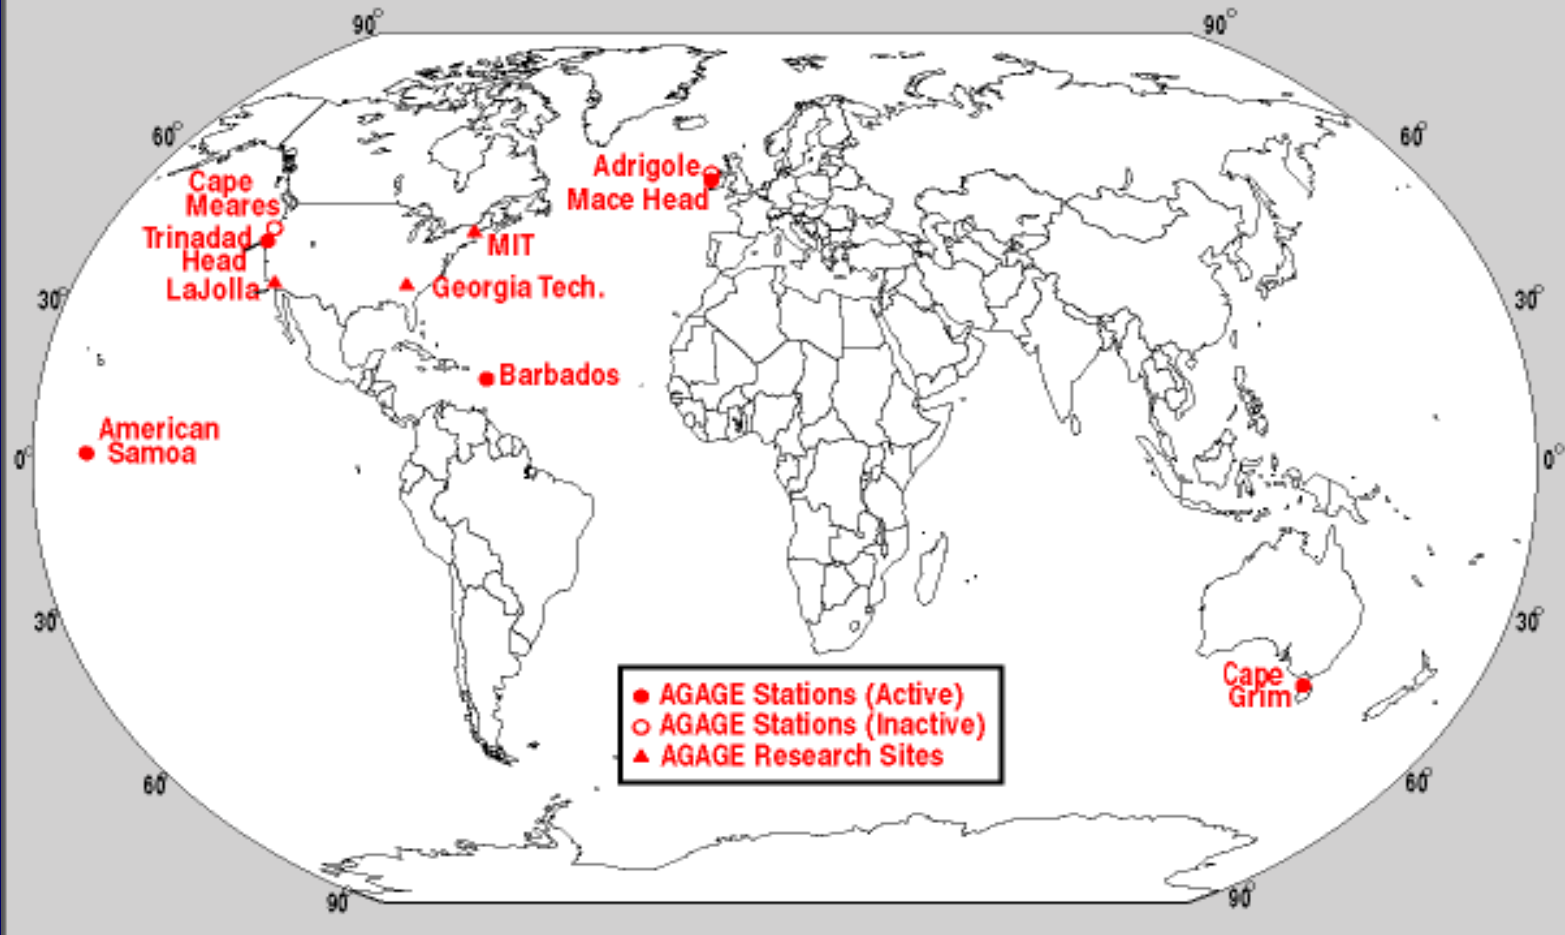 90° 90°
60° 60°
Adrigole
Cape
Meares
Mace Head
Trinadad
Head
MIT
LaJolla
Georgia Tech.
30° 30°
Barbados
American
Samoa
0° 0°
30° 30°
Cape
Grim
AGAGE Stations (Active)
AGAGE Stations (Inactive)
AGAGE Research Sites
60° 60°
90° 90°